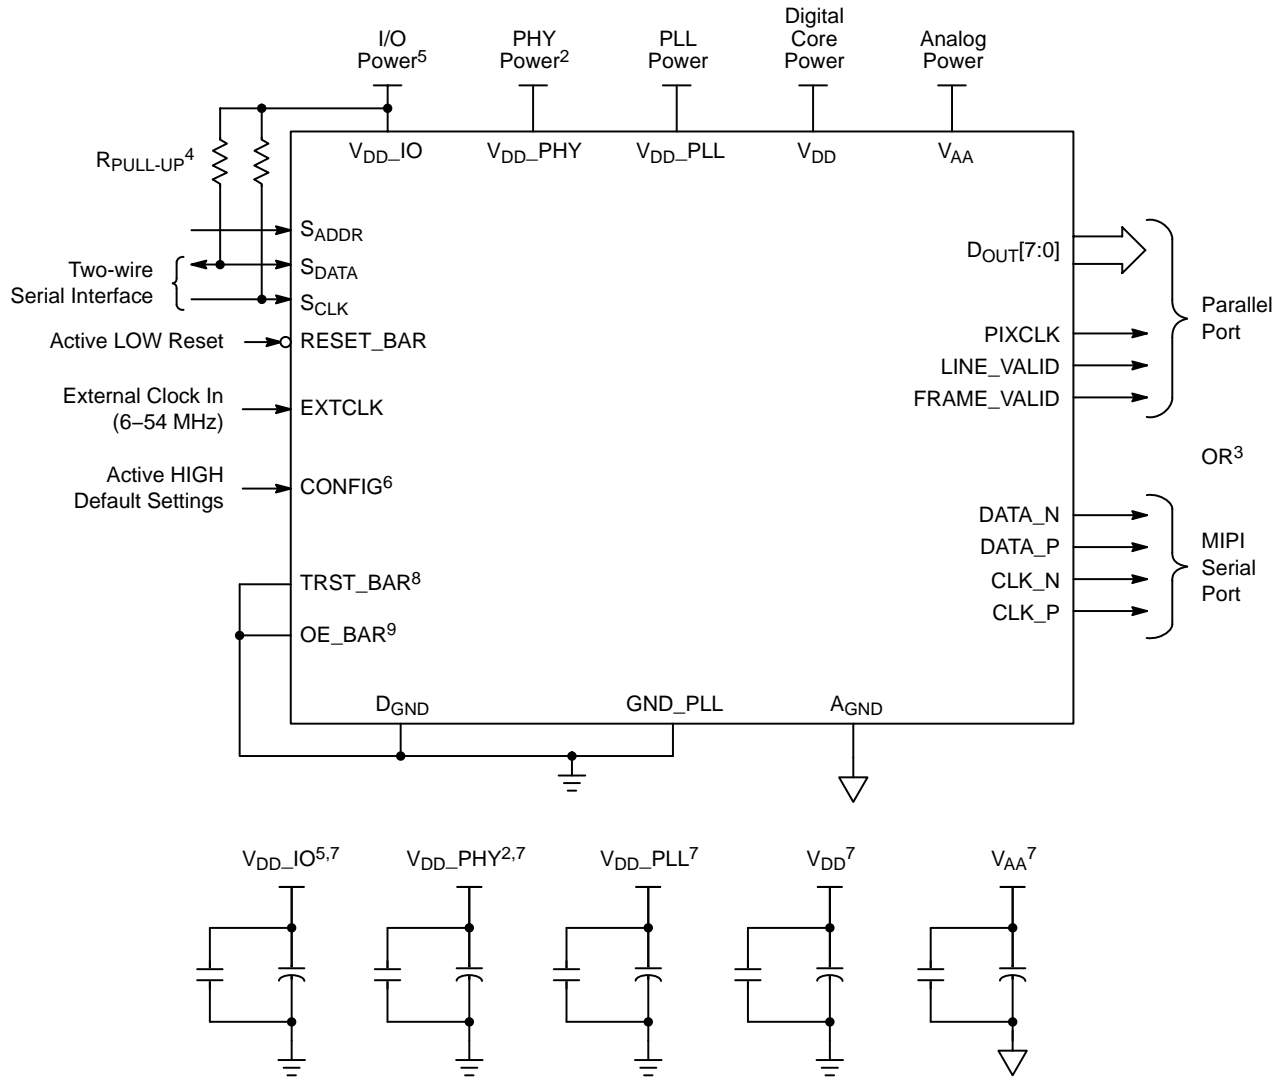 I/O
Power5
PHY
Power2
PLL
Power
Digital
Core
Power
Analog
Power
RPULL-UP4
VDD_IO
VDD_PHY
VDD_PLL
VDD
VAA
SADDR
SDATA
SCLK
Two-wire
Serial Interface
Active LOW Reset
RESET_BAR
External Clock In
(6–54 MHz)
EXTCLK
Active HIGH
Default Settings
CONFIG6
TRST_BAR8
OE_BAR9
DOUT[7:0]
PIXCLK
LINE_VALID
FRAME_VALID
Parallel
Port
OR3
DATA_N
DATA_P
CLK_N
CLK_P
MIPI
Serial
Port
DGND
GND_PLL
AGND
VDD_IO5,7
VDD_PHY2,7
VDD_PLL7
VDD7
VAA7